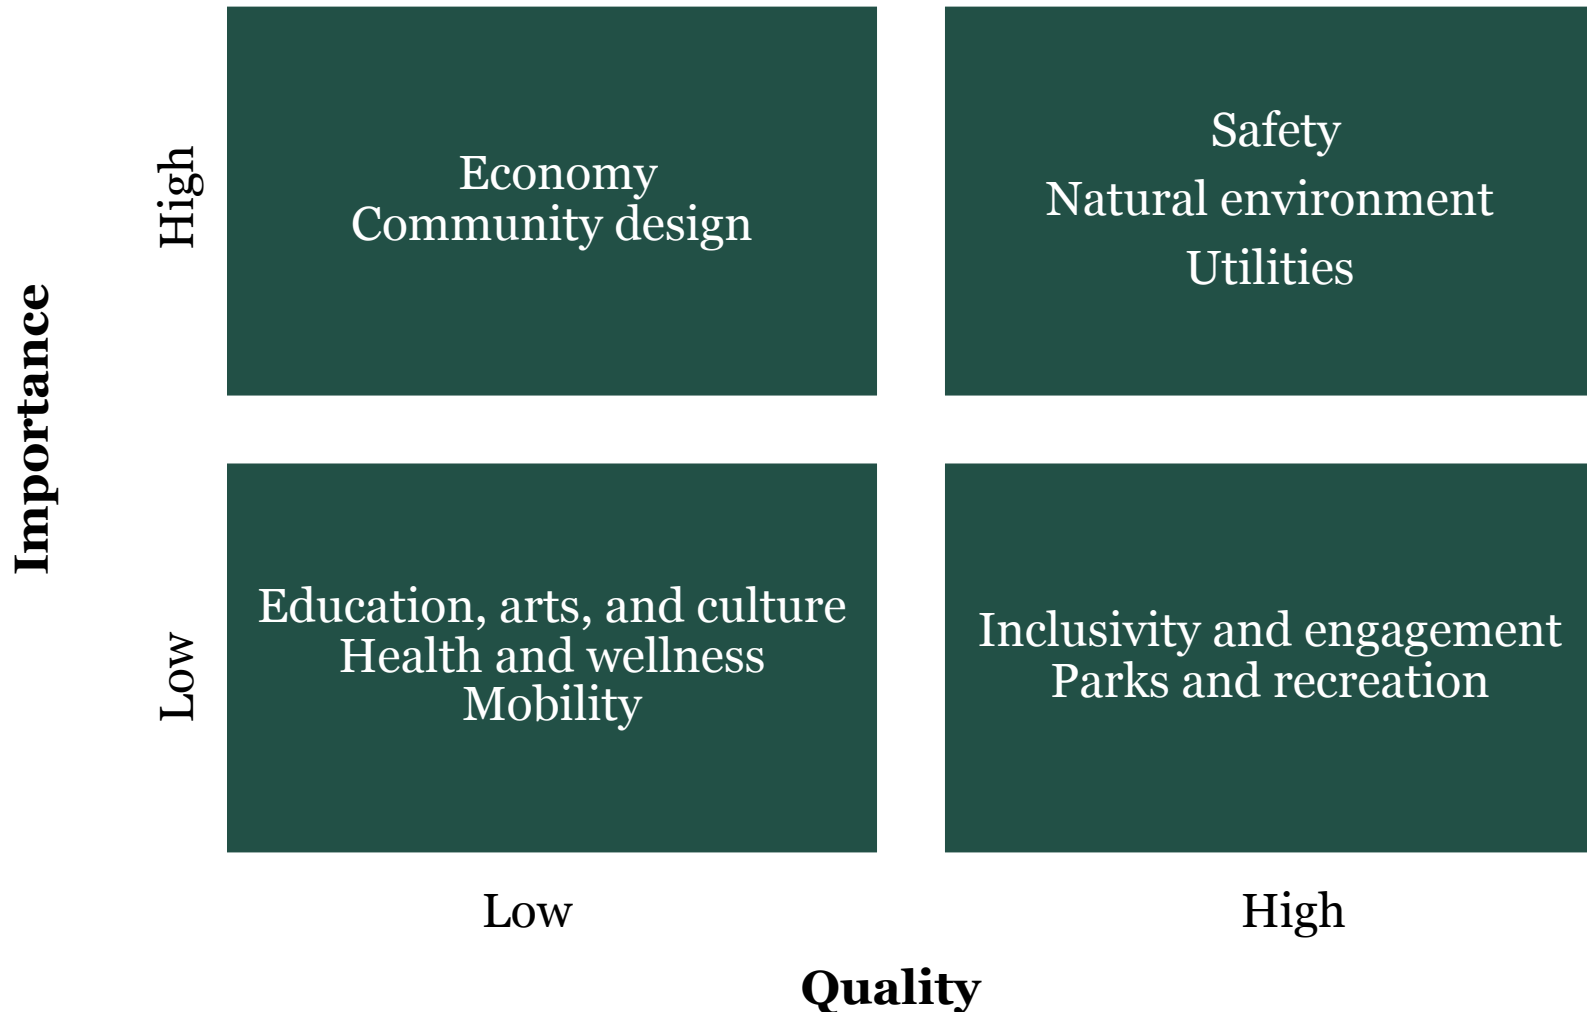 Importance
High
Economy
Community design
Safety
Natural environment
Utilities
Low
Education, arts, and culture
Health and wellness
Mobility
Inclusivity and engagement
Parks and recreation
Low
High
Quality